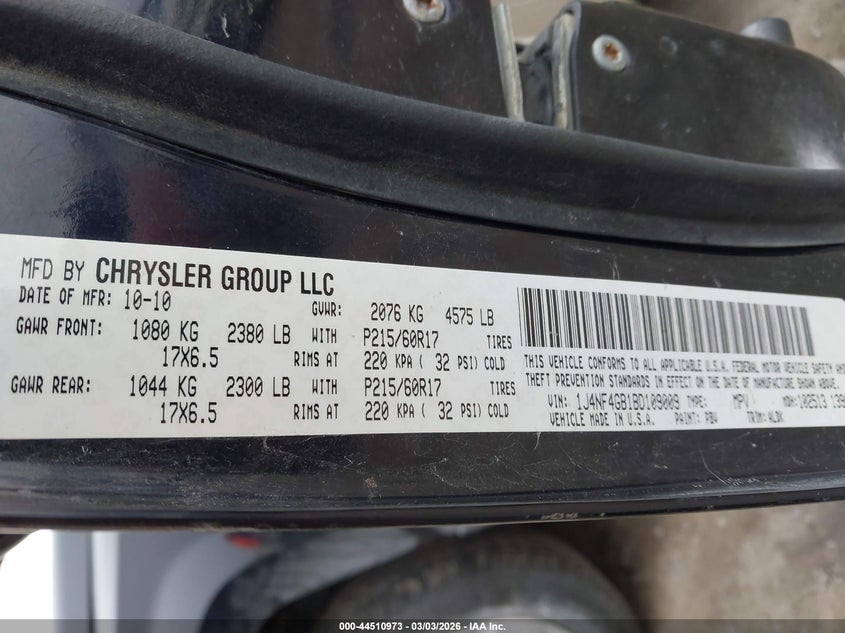 MFD BY CHRYSLER GROUP LLC
DATE OF MFR: 10-10 GVWR: 2076 KG 4575 LB
GAWR FRONT: 1080 KG 2380 LB WITH P215/60R17 TIRES
17X6.5 RIMS AT 220 KPA ( 32 PSI) COLD
GAWR REAR: 1044 KG 2300 LB WITH P215/60R17 TIRES
17X6.5 RIMS AT 220 KPA ( 32 PSI) COLD
THIS VEHICLE CONFORMS TO ALL APPLICABLE U.S.A. FEDERAL MOTOR VEHICLE SAFETY AND
THEFT PREVENTION STANDARDS IN EFFECT ON THE DATE OF MANUFACTURE SHOWN ABOVE.
VIN: 1J4NF4GB1BD109009 TYPE: MPV MDH: 102513 139
VEHICLE MADE IN U.S.A. PAINT: PBV TRIM: ALDK
000-44510973 — 03/03/2026 — IAA Inc.